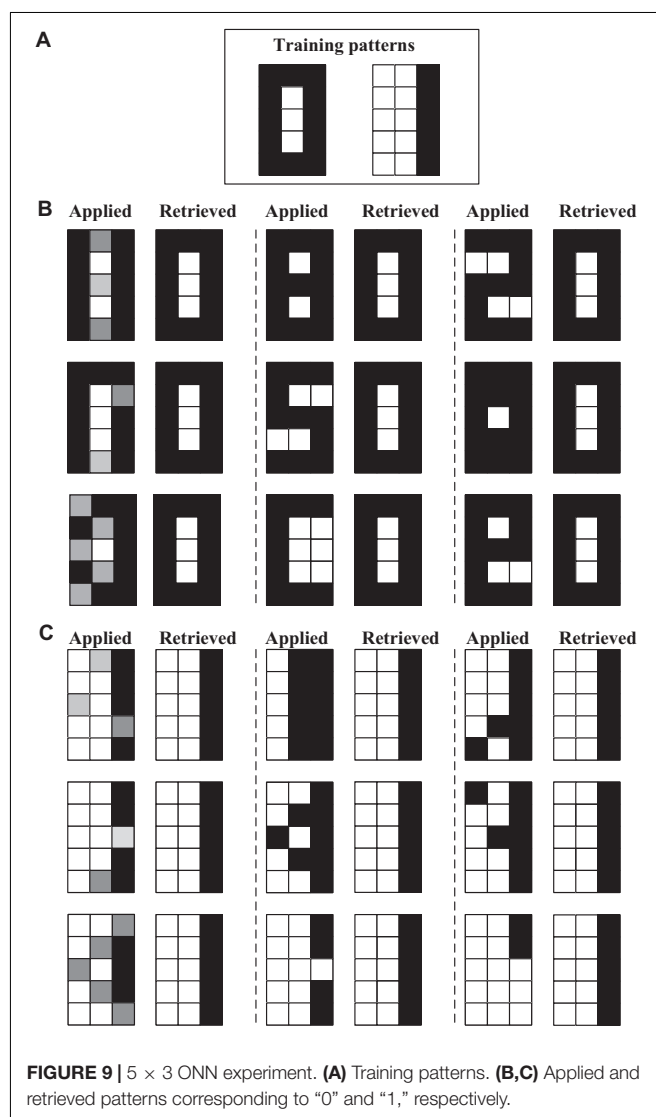 A
Training patterns
B
Applied Retrieved Applied Retrieved Applied Retrieved
C
Applied Retrieved Applied Retrieved Applied Retrieved
FIGURE 9 | 5 × 3 ONN experiment. (A) Training patterns. (B,C) Applied and
retrieved patterns corresponding to “0” and “1,” respectively.